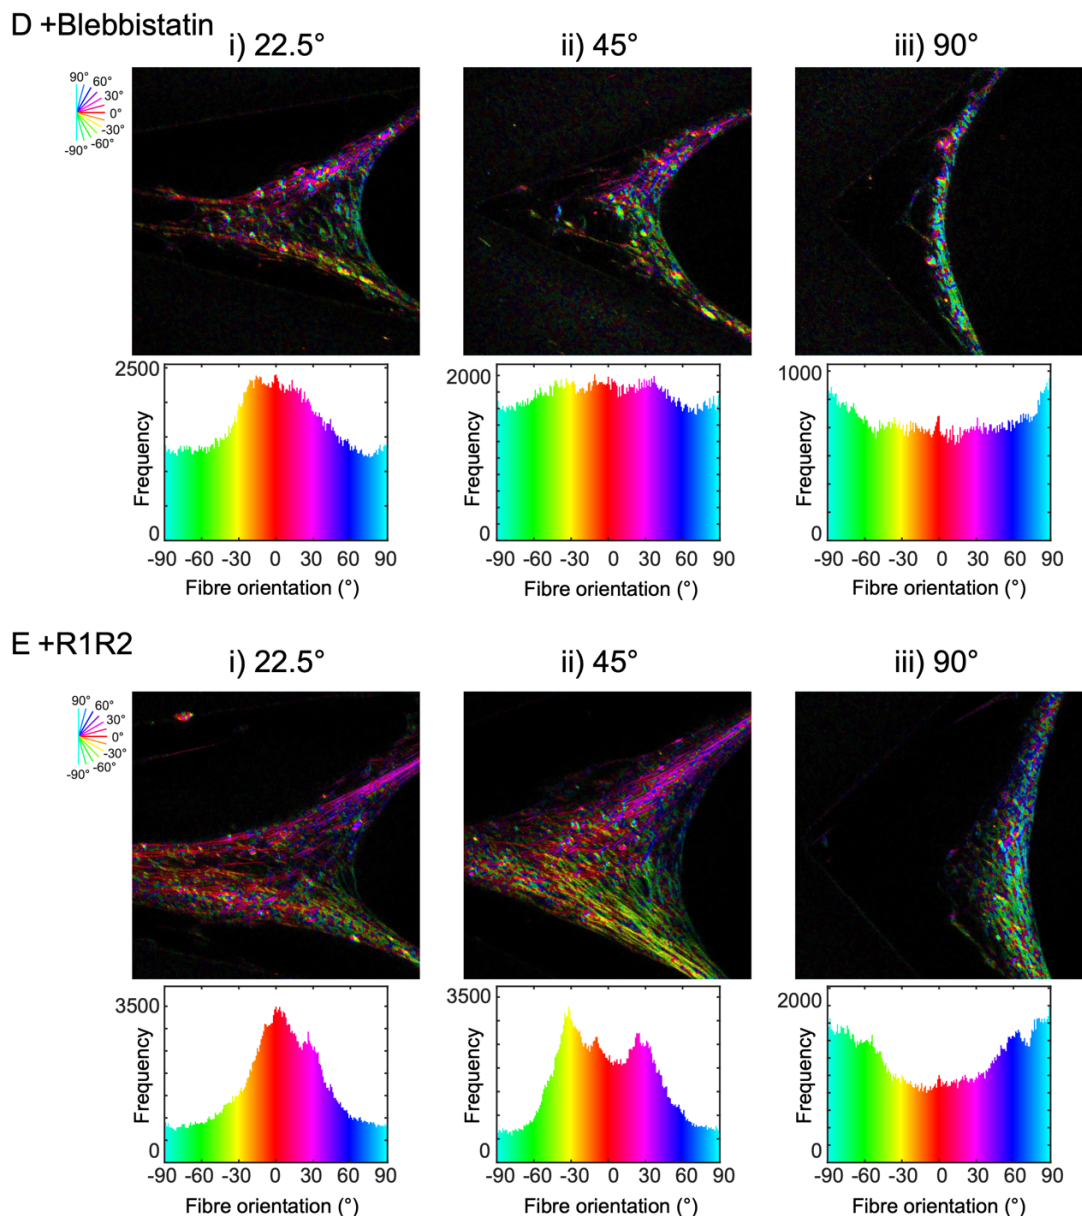 D +Blebbistatin
i) 22.5°
ii) 45°
iii) 90°
90°
60°
30°
0°
-30°
-60°
-90°
2500
Frequency
0
-90 -60 -30 0 30 60 90
Fibre orientation (°)
2000
Frequency
0
-90 -60 -30 0 30 60 90
Fibre orientation (°)
1000
Frequency
0
-90 -60 -30 0 30 60 90
Fibre orientation (°)
E +R1R2
i) 22.5°
ii) 45°
iii) 90°
90°
60°
30°
0°
-30°
-60°
-90°
3500
Frequency
0
-90 -60 -30 0 30 60 90
Fibre orientation (°)
3500
Frequency
0
-90 -60 -30 0 30 60 90
Fibre orientation (°)
2000
Frequency
0
-90 -60 -30 0 30 60 90
Fibre orientation (°)